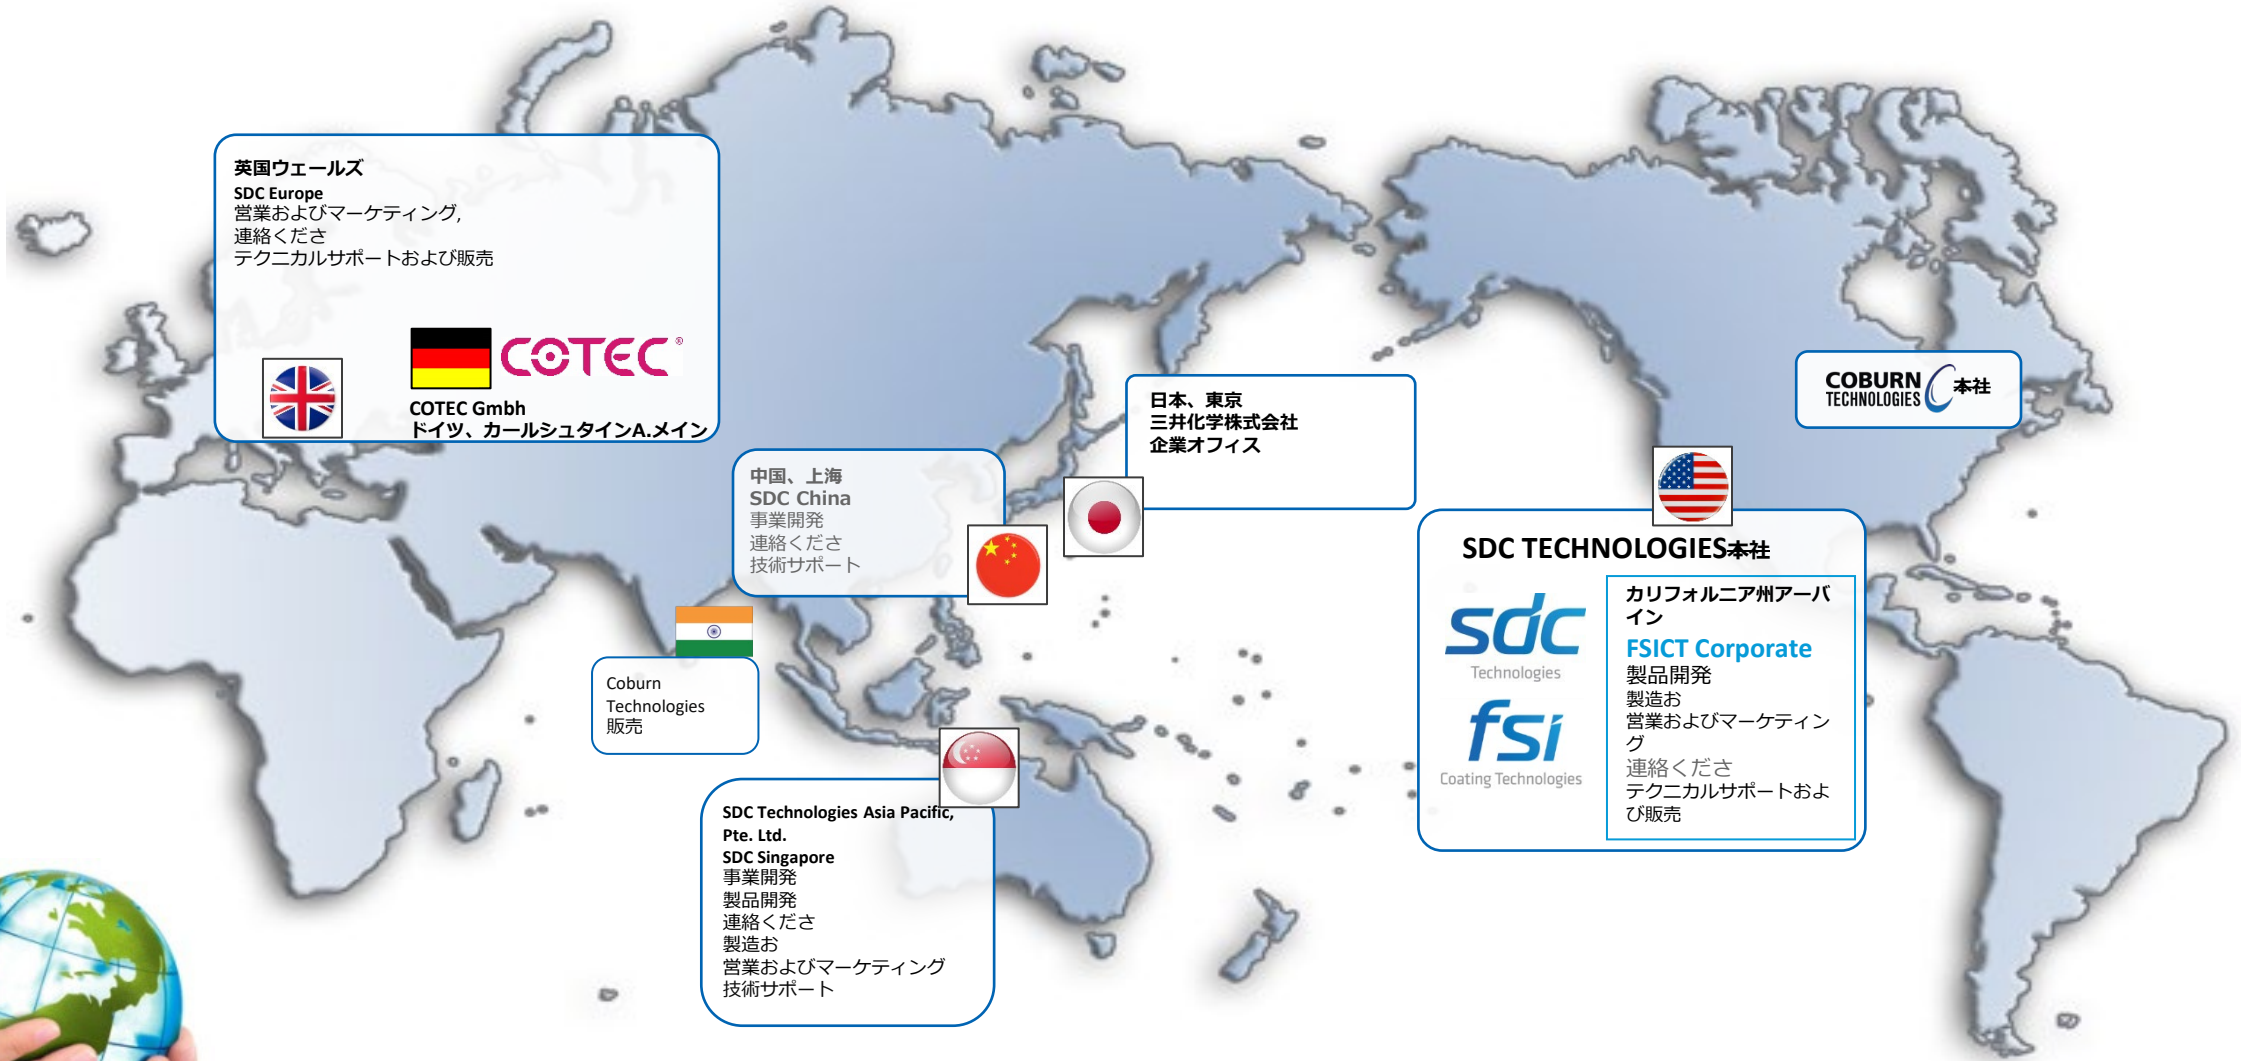 英国ウェールズ
SDC Europe
営業およびマーケティング,
連絡くださ
テクニカルサポートおよび販売
COTEC®
COTEC Gmbh
ドイツ、カールシュタインA.メイン
中国、上海
SDC China
事業開発
連絡くださ
技術サポート
日本、東京
三井化学株式会社
企業オフィス
COBURN
TECHNOLOGIES
本社
Coburn
Technologies
販売
SDC Technologies Asia Pacific,
Pte. Ltd.
SDC Singapore
事業開発
製品開発
連絡くださ
製造お
営業およびマーケティング
技術サポート
SDC TECHNOLOGIES本社
sdc
Technologies
fsi
Coating Technologies
カリフォルニア州アーバ
イン
FSICT Corporate
製品開発
製造お
営業およびマーケティン
グ
連絡くださ
テクニカルサポートおよ
び販売